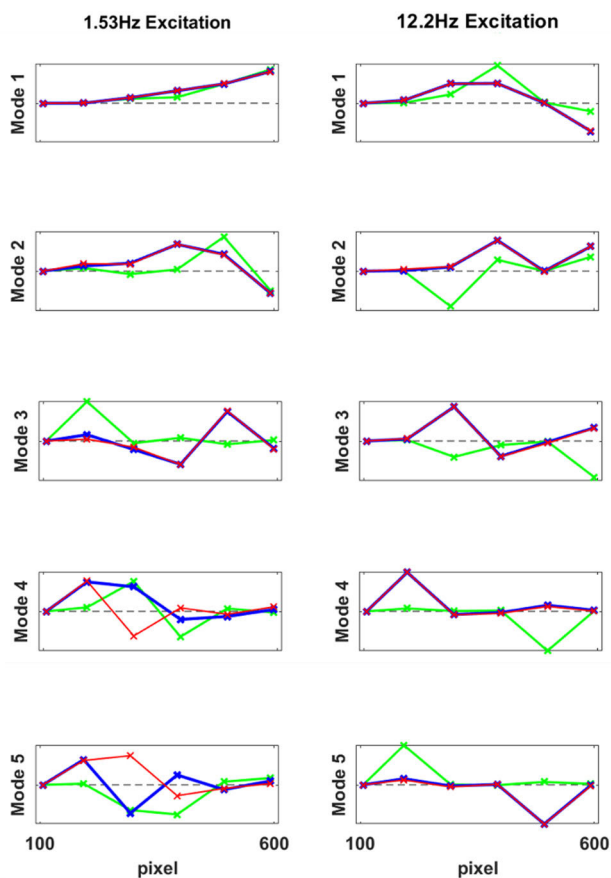 1.53Hz Excitation
12.2Hz Excitation
Mode 1
Mode 1
Mode 2
Mode 2
Mode 3
Mode 3
Mode 4
Mode 4
Mode 5
Mode 5
100 600
100 600
pixel
pixel